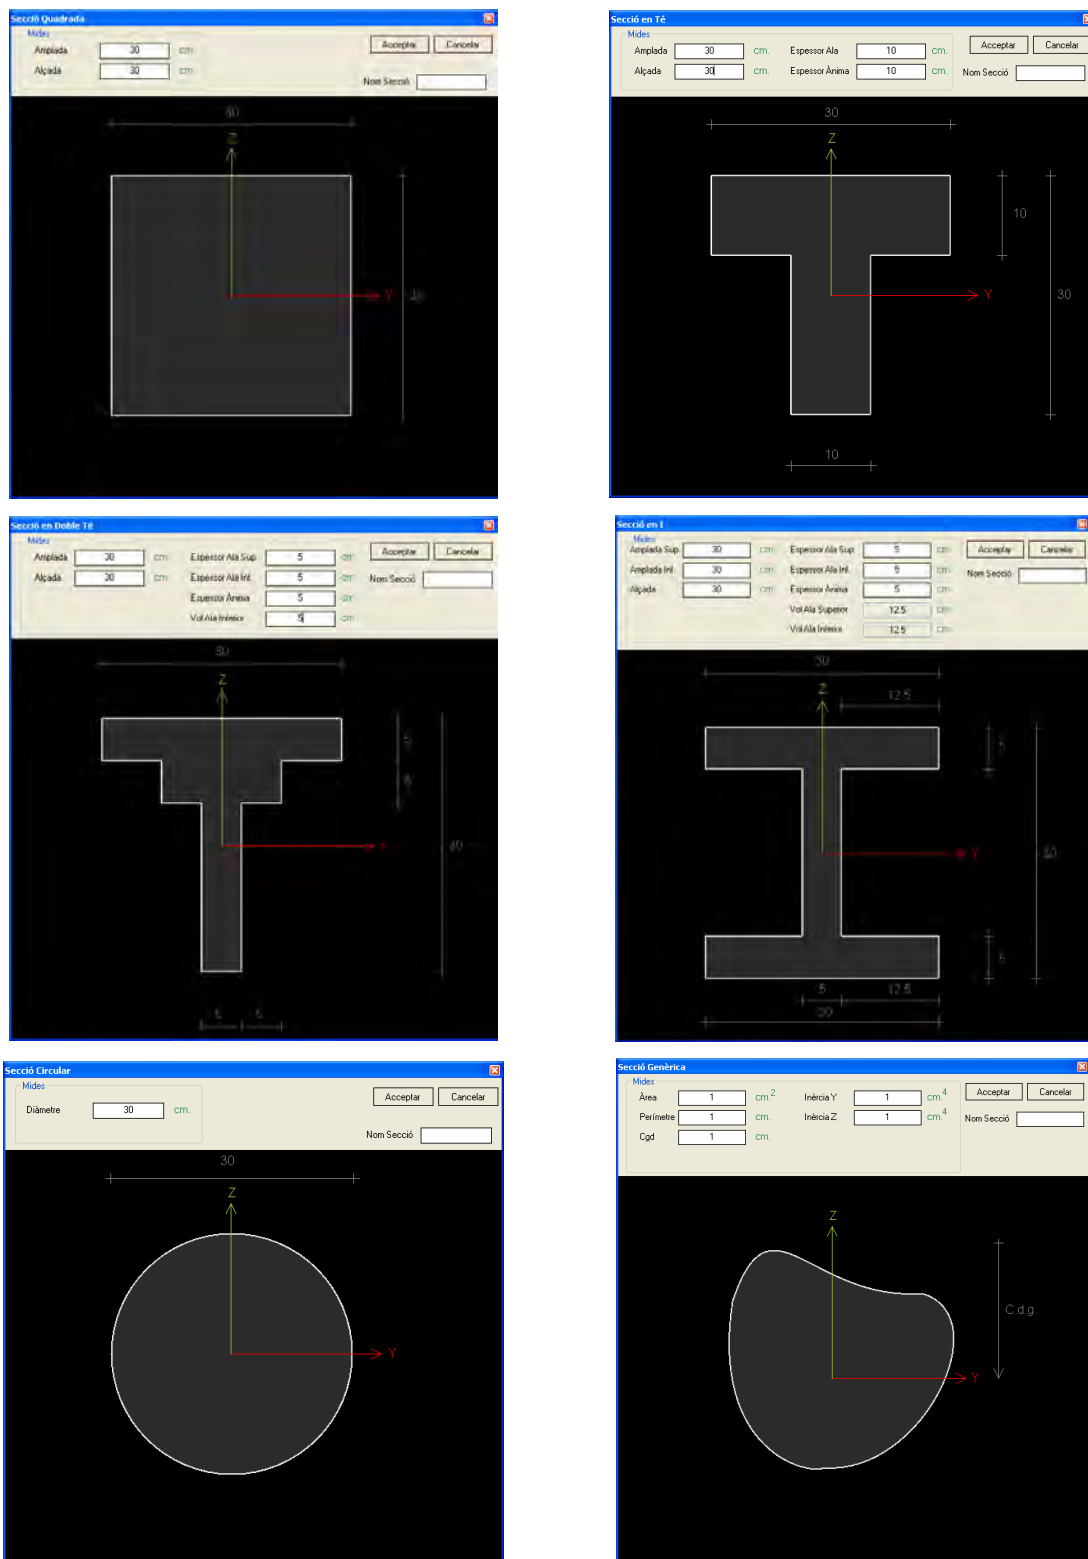 Secció Quadrada
Mides
Amplada 30 cm.
Alçada 30 cm.
Acceptar Cancelar
Nom Secció
Z
Y
Secció en Té
Mides
Amplada 30 cm. Espessor Ala 10 cm.
Alçada 30 cm. Espessor Ànima 10 cm.
Acceptar Cancelar
Nom Secció
30
Z
10
Y
30
10
Secció en Doble Té
Mides
Amplada 30 cm Espessor Ala Sup 5 cm
Alçada 30 cm Espessor Ala Inf. 5 cm
Espessor Ànima 5 cm
Vol Ala Inferior 5 cm
Acceptar Cancelar
Nom Secció
Z
Secció en I
Mides
Amplada Sup 30 cm Espessor Ala Sup 5 cm
Amplada Inf. 30 cm Espessor Ala Inf. 5 cm
Alçada 30 cm Espessor Ànima 5 cm
Vol Ala Superior 12.5 cm
Vol Ala Inferior 12.5 cm
Acceptar Cancelar
Nom Secció
30
12.5
Z
5
Y
5
5 12.5
30
Secció Circular
Mides
Diàmetre 30 cm.
Acceptar Cancelar
Nom Secció
30
Z
Y
Secció Genèrica
Mides
Àrea 1 cm.2 Inèrcia Y 1 cm.4
Perímetre 1 cm. Inèrcia Z 1 cm.4
Cgd 1 cm.
Acceptar Cancelar
Nom Secció
Z
C.d.g.
Y